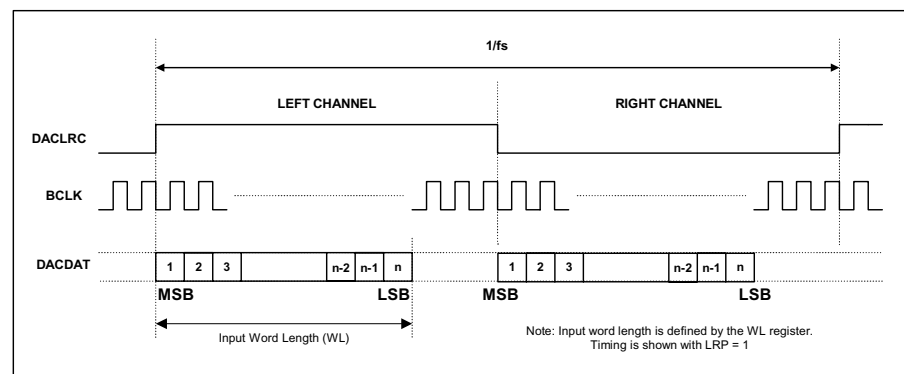 1/fs
LEFT CHANNEL RIGHT CHANNEL
DACLRC
BCLK
DACDAT 1 2 3 n-2 n-1 n 1 2 3 n-2 n-1 n
MSB LSB MSB LSB
Input Word Length (WL)
Note: Input word length is defined by the WL register.
Timing is shown with LRP = 1